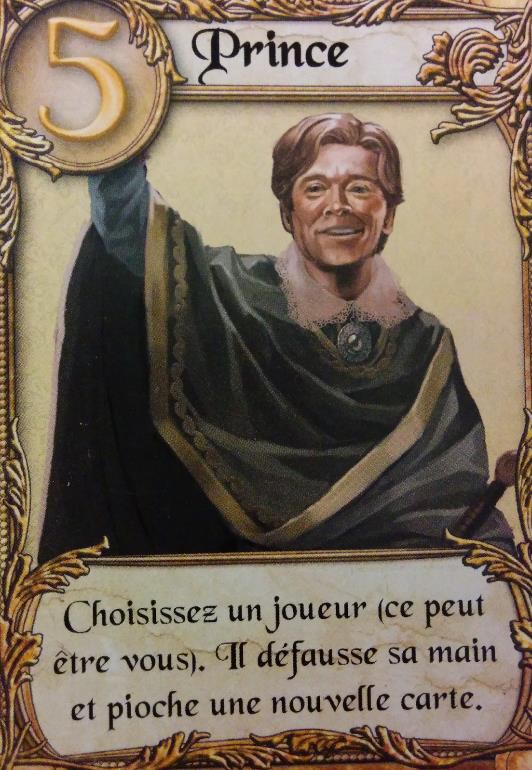 5
Prince
Choisissez un joueur (ce peut
être vous). Il défausse sa main
et pioche une nouvelle carte.